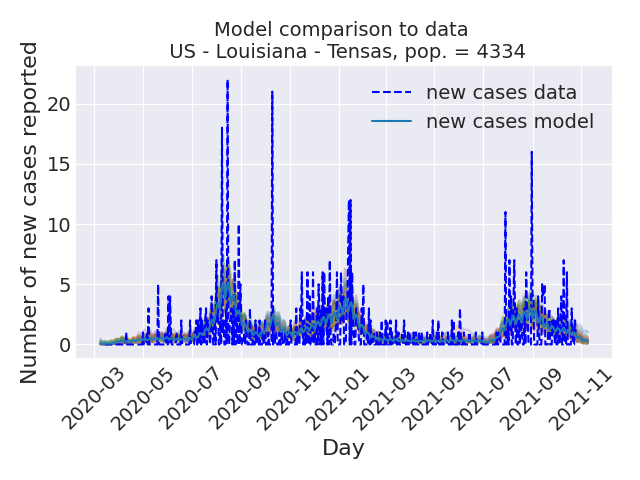 Model comparison to data
US - Louisiana - Tensas, pop. = 4334
Number of new cases reported
20
15
10
5
0
new cases data
new cases model
2020-03
2020-05
2020-07
2020-09
2020-11
2021-01
2021-03
2021-05
2021-07
2021-09
2021-11
Day